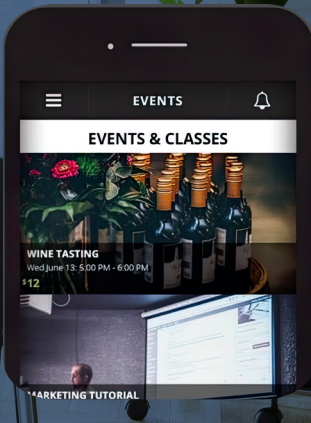 EVENTS
EVENTS & CLASSES
WINE TASTING
Wed June 13: 5:00 PM - 6:00 PM
$12
MARKETING TUTORIAL